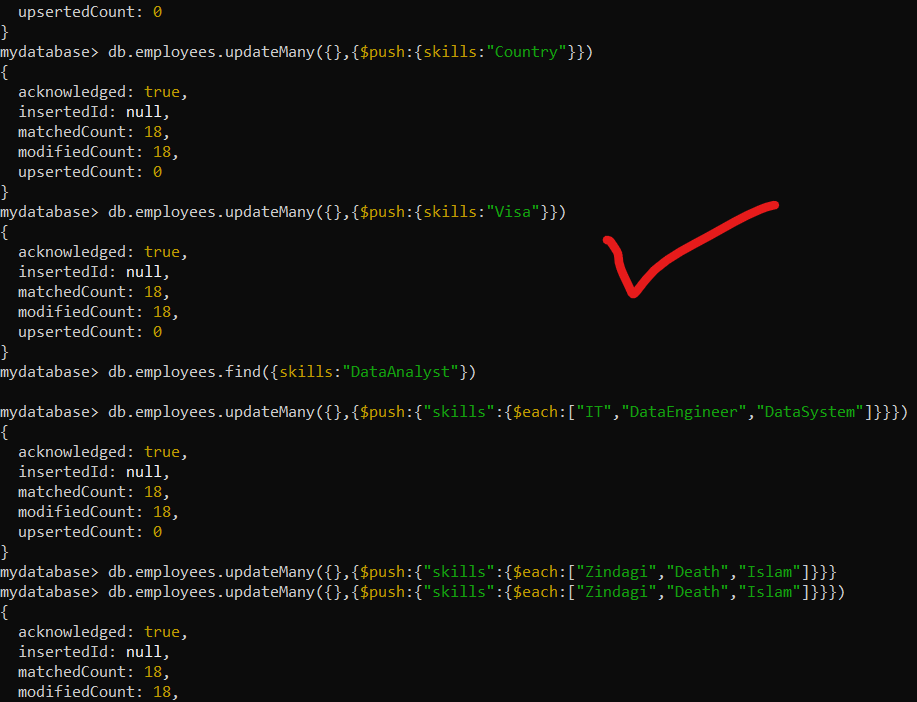 upsertedCount: 0
}
mydatabase> db.employees.updateMany({},{$push:{skills:"Country"}})
{
  acknowledged: true,
  insertedId: null,
  matchedCount: 18,
  modifiedCount: 18,
  upsertedCount: 0
}
mydatabase> db.employees.updateMany({},{$push:{skills:"Visa"}})
{
  acknowledged: true,
  insertedId: null,
  matchedCount: 18,
  modifiedCount: 18,
  upsertedCount: 0
}
mydatabase> db.employees.find({skills:"DataAnalyst"})
mydatabase> db.employees.updateMany({},{$push:{"skills":{$each:["IT","DataEngineer","DataSystem"]}}})
{
  acknowledged: true,
  insertedId: null,
  matchedCount: 18,
  modifiedCount: 18,
  upsertedCount: 0
}
mydatabase> db.employees.updateMany({},{$push:{"skills":{$each:["Zindagi","Death","Islam"]}}}
mydatabase> db.employees.updateMany({},{$push:{"skills":{$each:["Zindagi","Death","Islam"]}}})
{
  acknowledged: true,
  insertedId: null,
  matchedCount: 18,
  modifiedCount: 18,